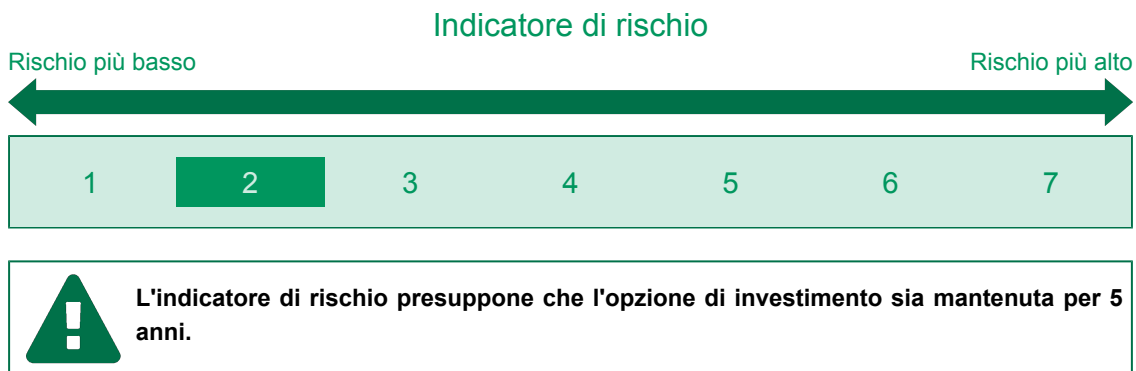 Indicatore di rischio
Rischio più basso Rischio più alto
1 2 3 4 5 6 7
L'indicatore di rischio presuppone che l'opzione di investimento sia mantenuta per 5
anni.